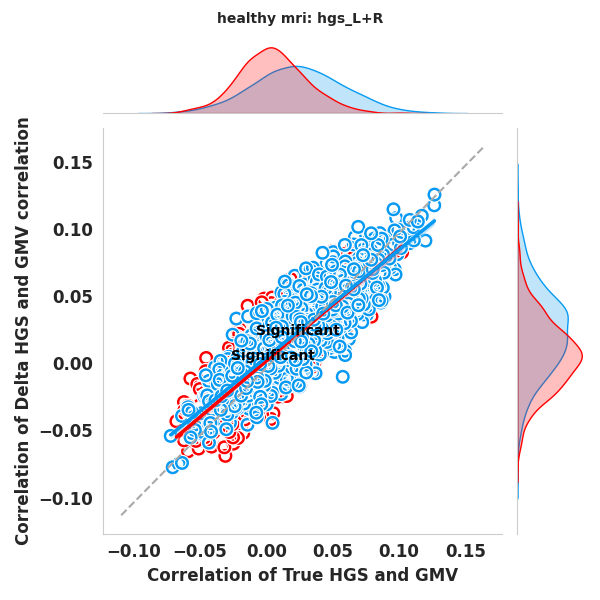 healthy mri: hgs_L+R
Correlation of Delta HGS and GMV correlation
0.15
0.10
0.05
0.00
−0.05
−0.10
Significant
Significant
−0.10 −0.05 0.00 0.05 0.10 0.15
Correlation of True HGS and GMV